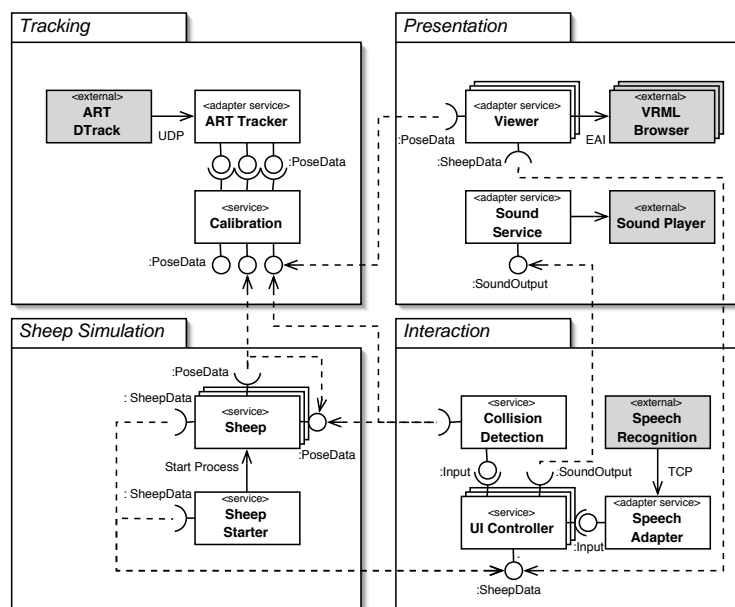 Tracking
<external>
ART
DTrack
UDP
<adapter service>
ART Tracker
:PoseData
<service>
Calibration
:PoseData
Presentation
<adapter service>
Viewer
EAI
<external>
VRML
Browser
:PoseData
:SheepData
<adapter service>
Sound
Service
<external>
Sound Player
:SoundOutput
Sheep Simulation
:PoseData
: SheepData
<service>
Sheep
:PoseData
Start Process
: SheepData
<service>
Sheep
Starter
Interaction
<service>
Collision
Detection
<external>
Speech
Recognition
:Input
:SoundOutput
TCP
<service>
UI Controller
<adapter service>
Speech
Adapter
:Input
:SheepData